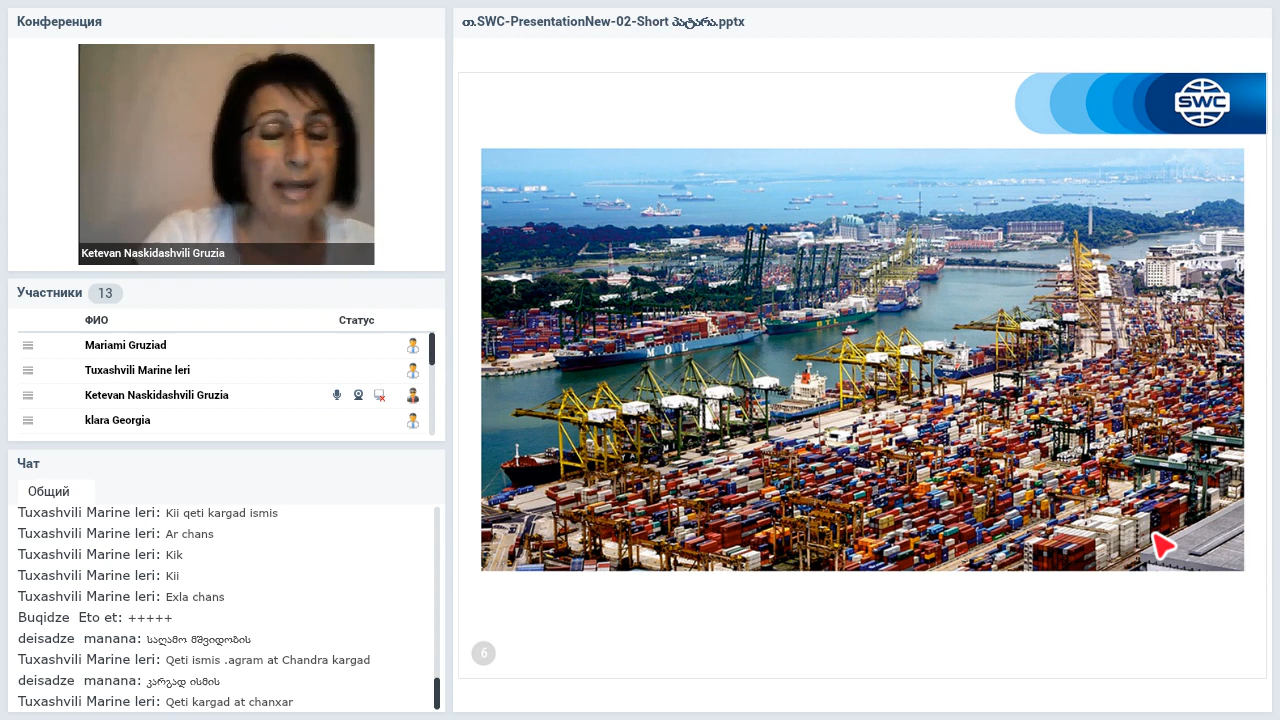 Конференция
Ketevan Naskidashvili Gruzia
Участники 13
ФИО Статус
Mariami Gruziad
Tuxashvili Marine leri
Ketevan Naskidashvili Gruzia
klara Georgia
Чат
Общий
Tuxashvili Marine leri: Kii qeti kargad ismis
Tuxashvili Marine leri: Ar chans
Tuxashvili Marine leri: Kik
Tuxashvili Marine leri: Kii
Tuxashvili Marine leri: Exla chans
Buqidze Eto et: +++++
deisadze manana: საღამო მშვიდობის
Tuxashvili Marine leri: Qeti ismis .agram at Chandra kargad
deisadze manana: კარგად ისმის
Tuxashvili Marine leri: Qeti kargad at chanxar
თ.SWC-PresentationNew-02-Short პატარა.pptx
SWC
MOL
6